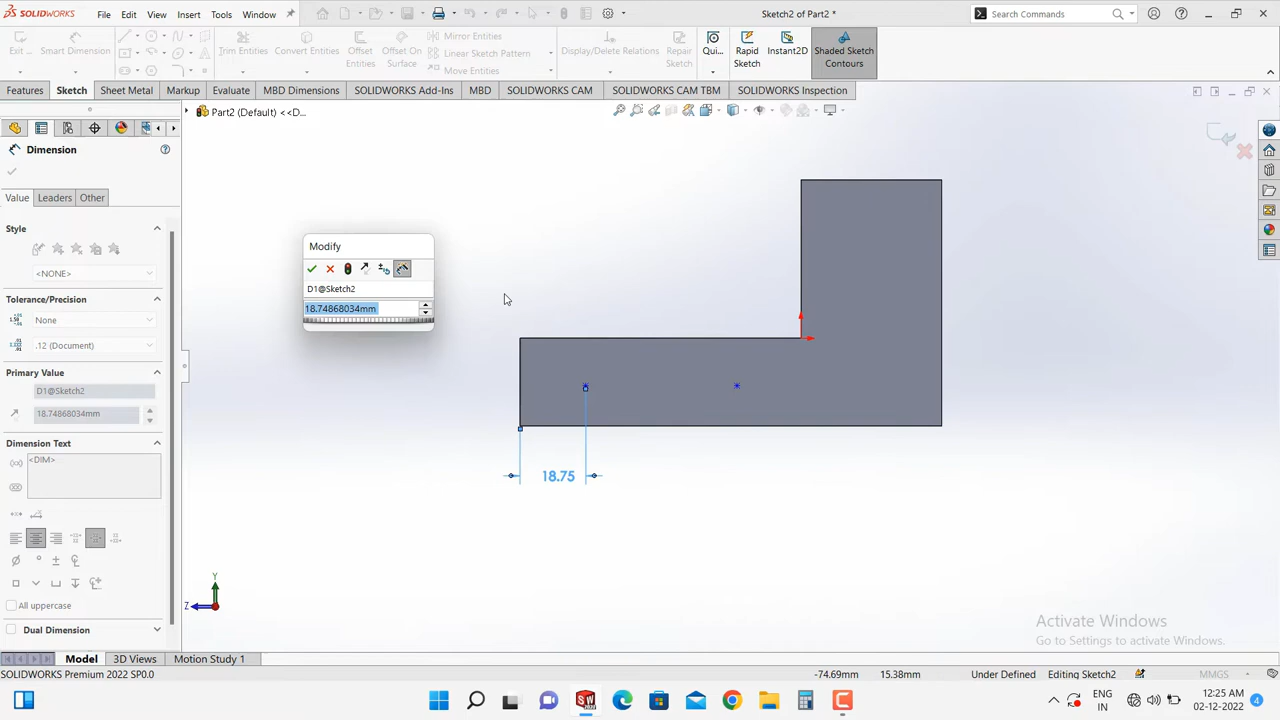 SOLIDWORKS File Edit View Insert Tools Window Sketch2 of Part2 * Search Commands
Exit ... Smart Dimension Trim Entities Convert Entities Offset Entities Offset On Surface Mirror Entities Linear Sketch Pattern Move Entities Display/Delete Relations Repair Sketch Qui... Rapid Sketch Instant2D Shaded Sketch Contours
Features Sketch Sheet Metal Markup Evaluate MBD Dimensions SOLIDWORKS Add-Ins MBD SOLIDWORKS CAM SOLIDWORKS CAM TBM SOLIDWORKS Inspection
Part2 (Default) <<D...
Dimension
Value Leaders Other
Style
<NONE>
Tolerance/Precision
None
.12 (Document)
Primary Value
D1@Sketch2
18.74868034mm
Dimension Text
<DIM>
All uppercase
Dual Dimension
Modify
D1@Sketch2
18.74868034mm
18.75
Y
Z
Activate Windows
Go to Settings to activate Windows.
Model 3D Views Motion Study 1
SOLIDWORKS Premium 2022 SP0.0 -74.69mm 15.38mm Under Defined Editing Sketch2 MMGS
ENG
IN
12:25 AM
02-12-2022
4